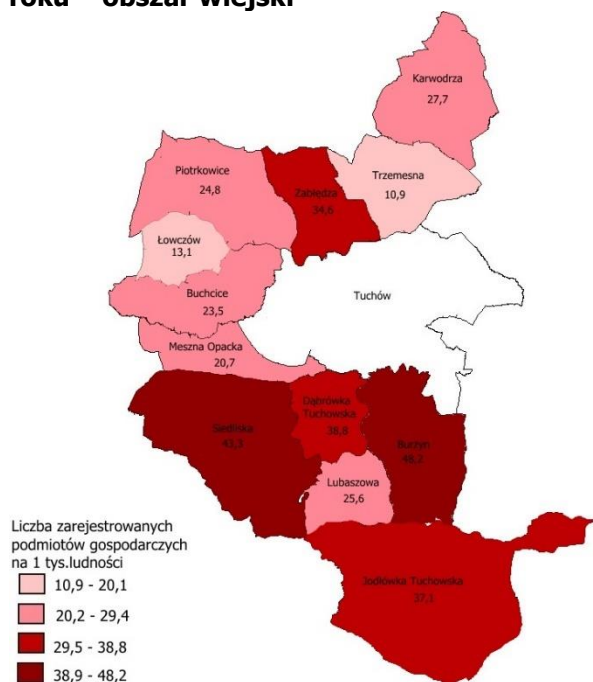 roku – obszar wiejski
Karwodrza
27,7
Piotrkowice
24,8
Zabłędza
34,6
Trzemesna
10,9
Łowczów
13,1
Buchcice
23,5
Tuchów
Meszna Opacka
20,7
Siedliska
43,3
Dąbrówka
Tuchowska
38,8
Burzyn
48,2
Lubaszowa
25,6
Jodłówka Tuchowska
37,1
Liczba zarejestrowanych
podmiotów gospodarczych
na 1 tys.ludności
10,9 - 20,1
20,2 - 29,4
29,5 - 38,8
38,9 - 48,2